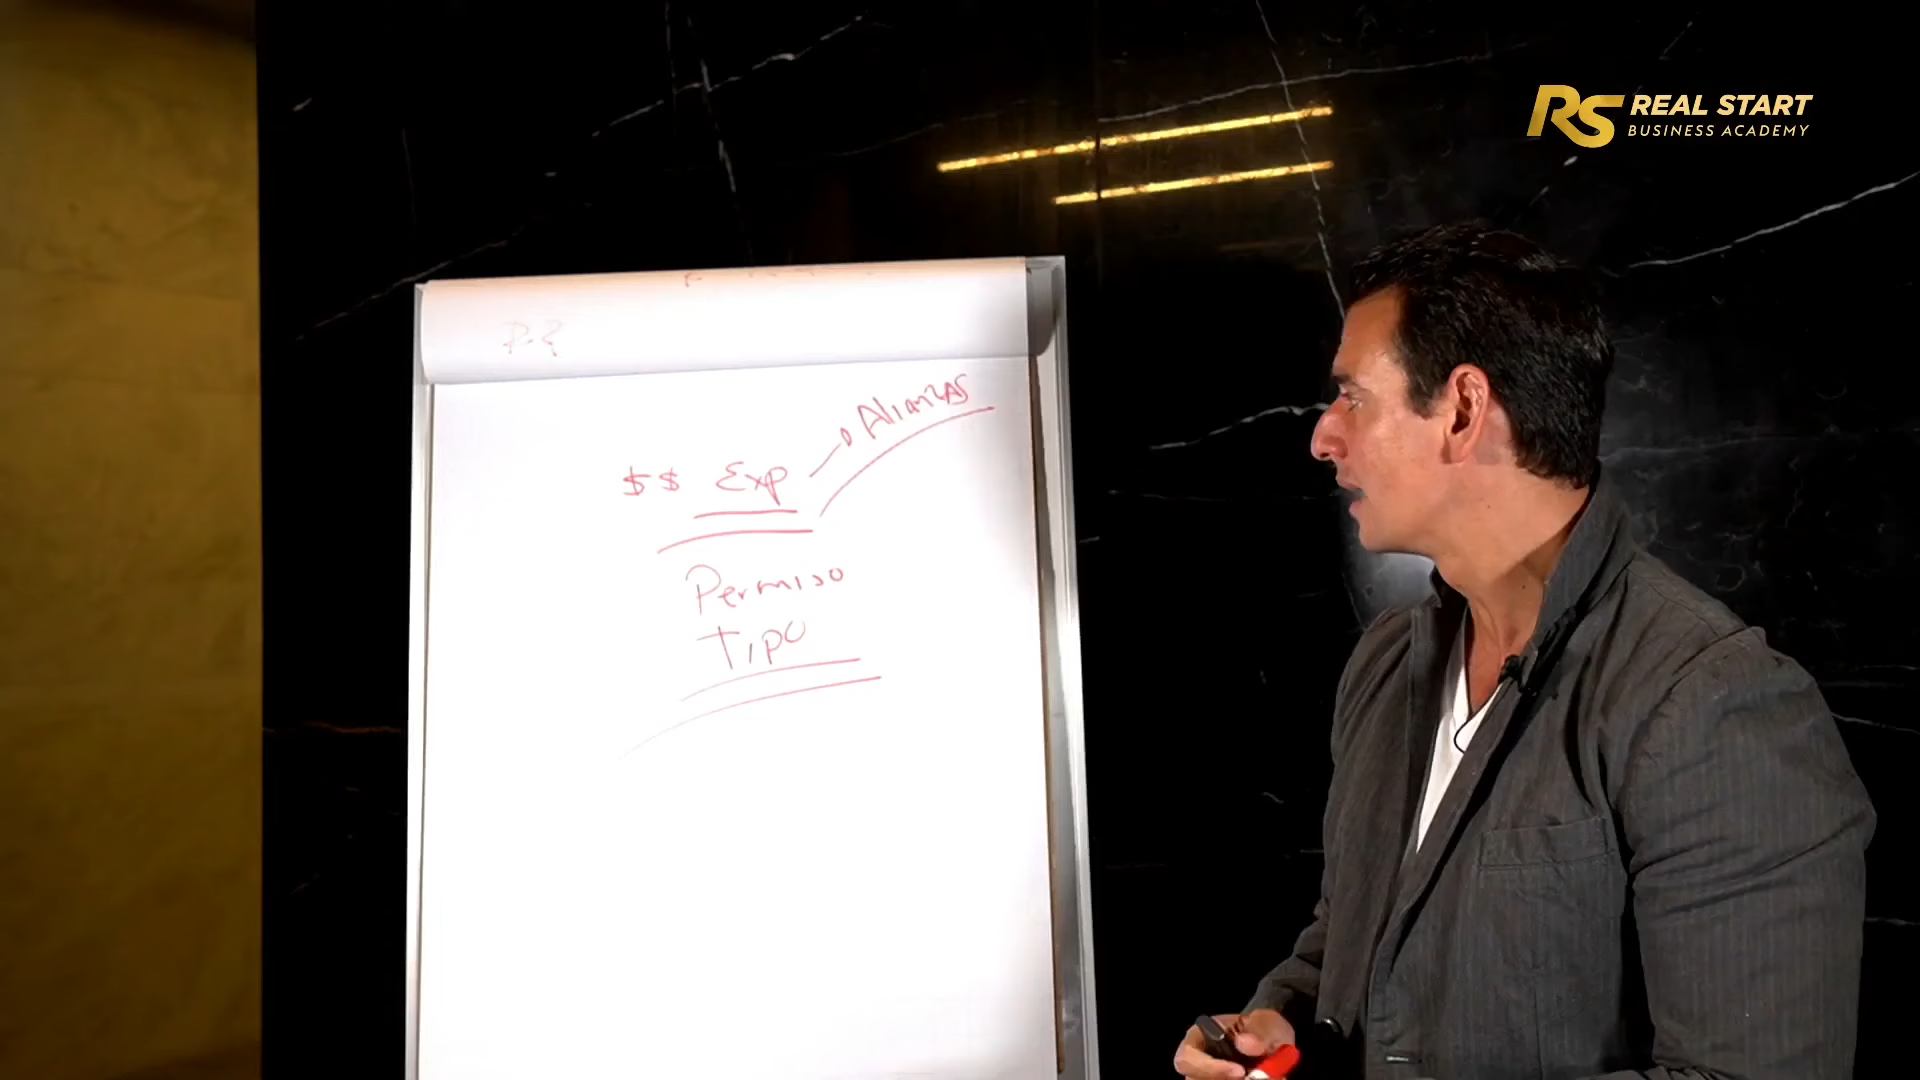 RS REAL START
BUSINESS ACADEMY
Alianzas
$$ Exp
Permiso
Tipo